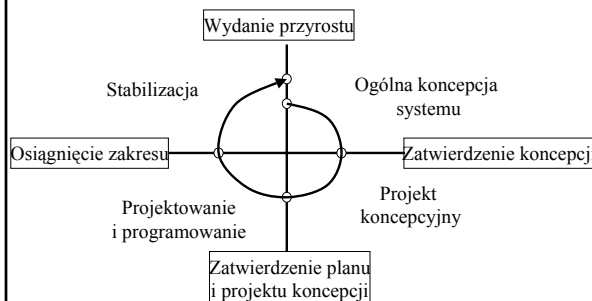 Wydanie przyrostu
Stabilizacja
Ogólna koncepcja
systemu
Osiągnięcie zakresu
Zatwierdzenie koncepcji
Projektowanie
i programowanie
Projekt
koncepcyjny
Zatwierdzenie planu
i projektu koncepcji